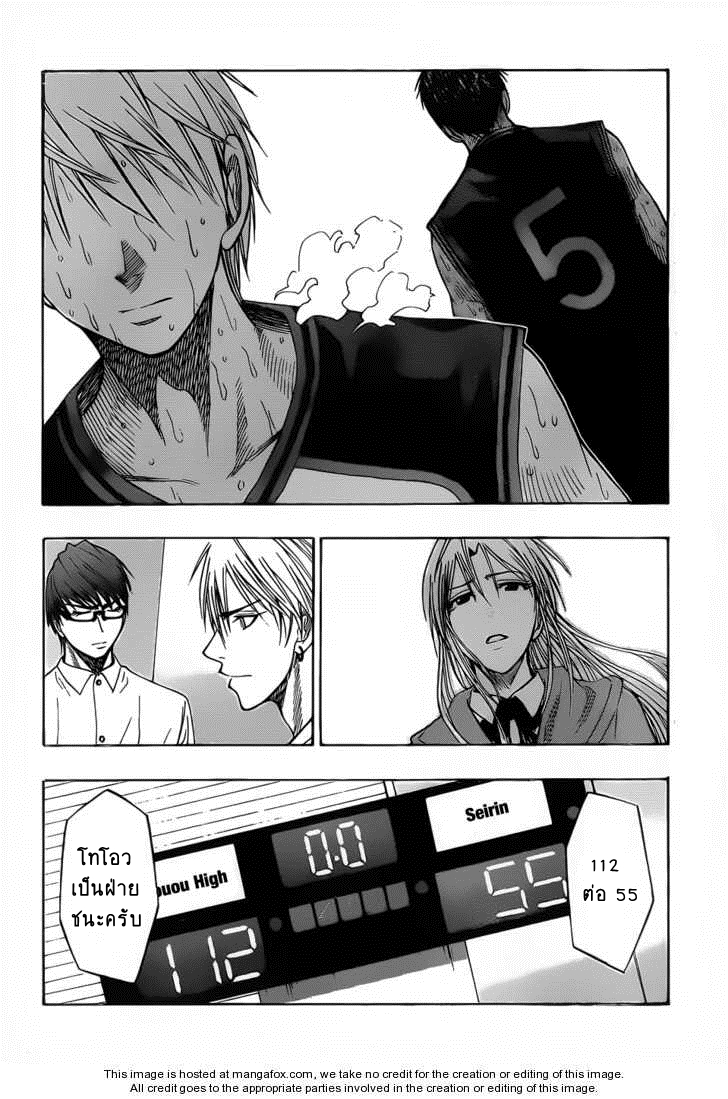 5
โทโอว
เป็นฝ่าย
ชนะครับ
ouou High
0.0
Seirin
112
55
112
ต่อ 55
This image is hosted at mangafox.com, we take no credit for the creation or editing of this image.
All credit goes to the appropriate parties involved in the creation or editing of this image.